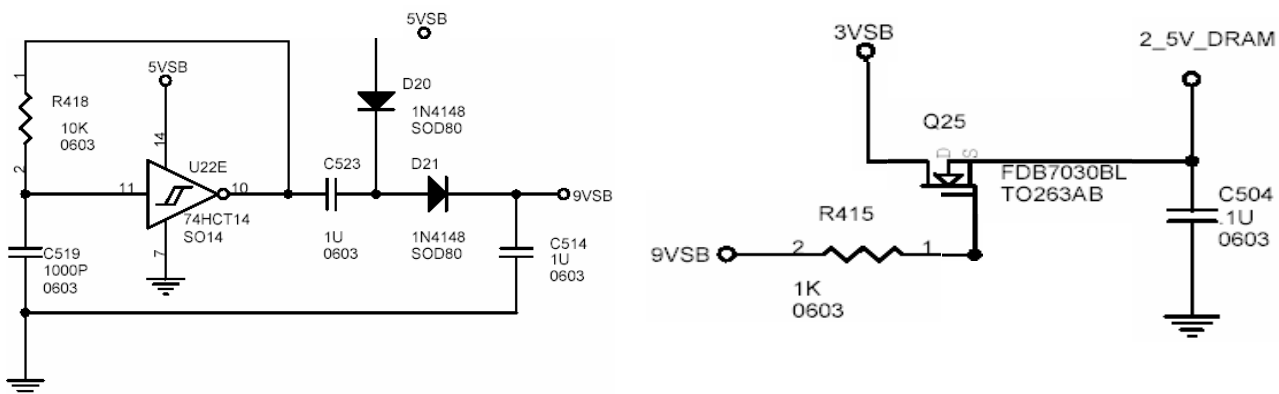 5VSB
1
R418
10K
0603
2
5VSB
14
U22E
11
10
74HCT14
SO14
7
C519
1000P
0603
C523
1U
0603
D20
1N4148
SOD80
D21
1N4148
SOD80
9VSB
C514
1U
0603
3VSB
2_5V_DRAM
Q25
D
S
FDB7030BL
TO263AB
R415
9VSB
2
1
1K
0603
C504
.1U
0603